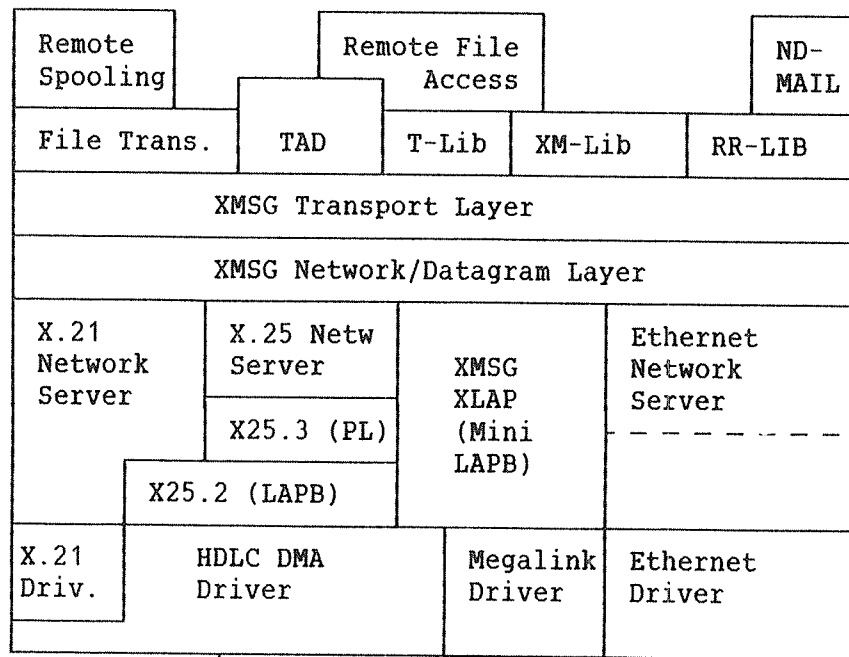 Remote
Spooling
Remote File
Access
ND-
MAIL
File Trans.
TAD
T-Lib
XM-Lib
RR-LIB
XMSG Transport Layer
XMSG Network/Datagram Layer
X.21
Network
Server
X.25 Netw
Server
XMSG
XLAP
(Mini
LAPB)
Ethernet
Network
Server
X25.3 (PL)
X25.2 (LAPB)
X.21
Driv.
HDLC DMA
Driver
Megalink
Driver
Ethernet
Driver